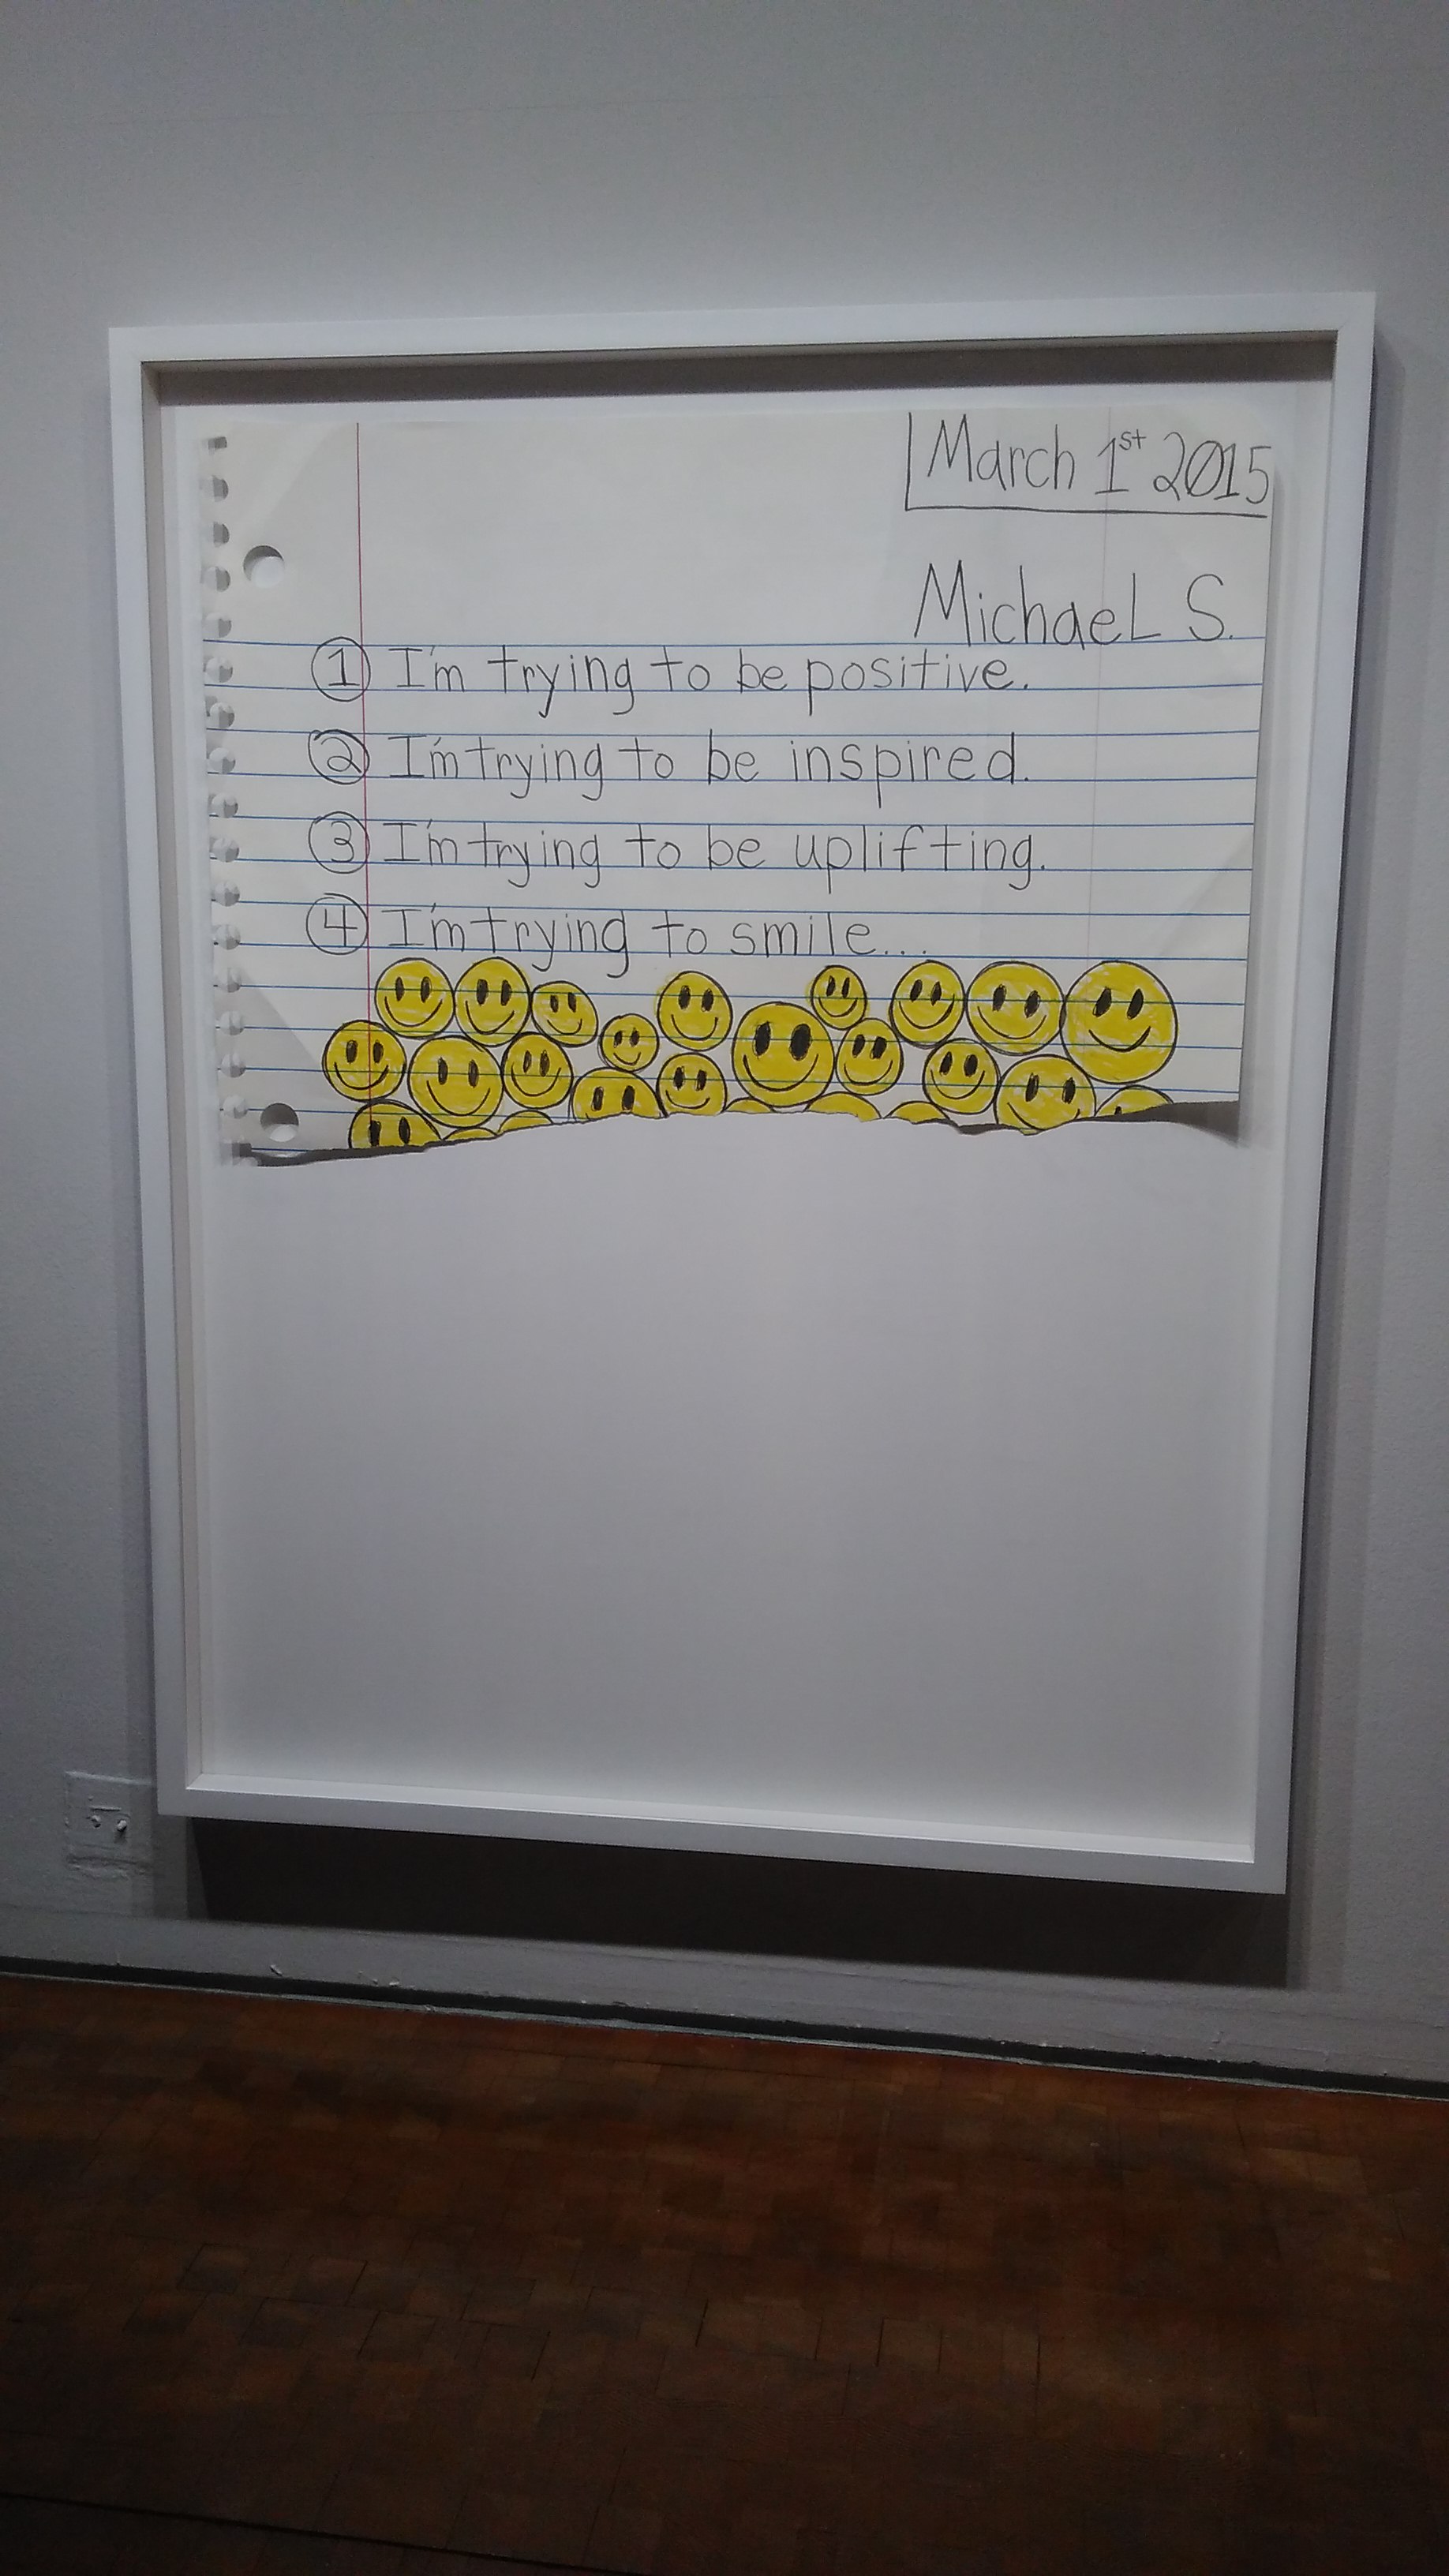 March 1st 2015
MichaeL S.
1 I'm trying to be positive.
2 I'm trying to be inspired.
3 I'm trying to be uplifting.
4 I'm trying to smile...